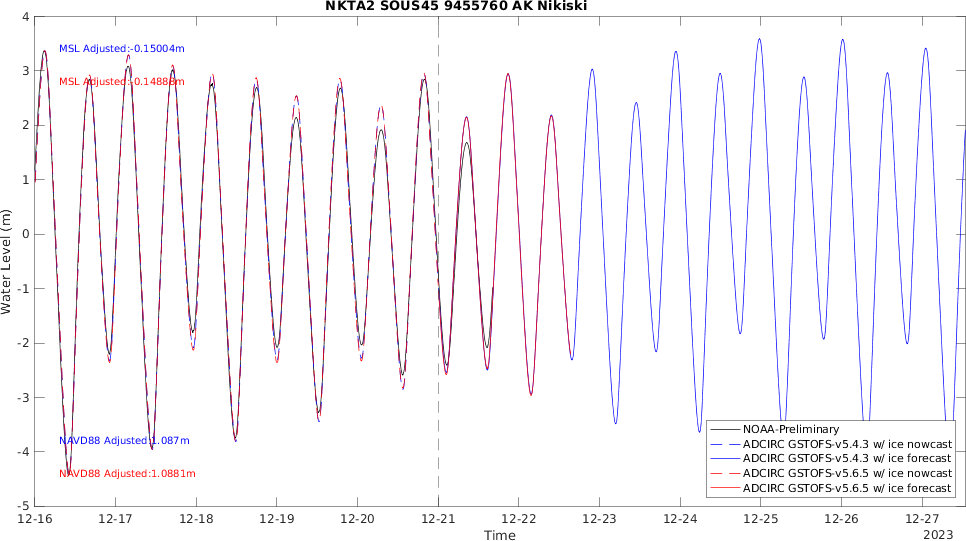 NKTA2 SOUS45 9455760 AK Nikiski
4
3
2
1
0
-1
-2
-3
-4
-5
Water Level (m)
MSL Adjusted:-0.15004m
MSL Adjusted:-0.14888m
NAVD88 Adjusted:1.087m
NAVD88 Adjusted:1.0881m
NOAA-Preliminary
ADCIRC GSTOFS-v5.4.3 w/ ice nowcast
ADCIRC GSTOFS-v5.4.3 w/ ice forecast
ADCIRC GSTOFS-v5.6.5 w/ ice nowcast
ADCIRC GSTOFS-v5.6.5 w/ ice forecast
12-16 12-17 12-18 12-19 12-20 12-21 12-22 12-23 12-24 12-25 12-26 12-27
Time
2023